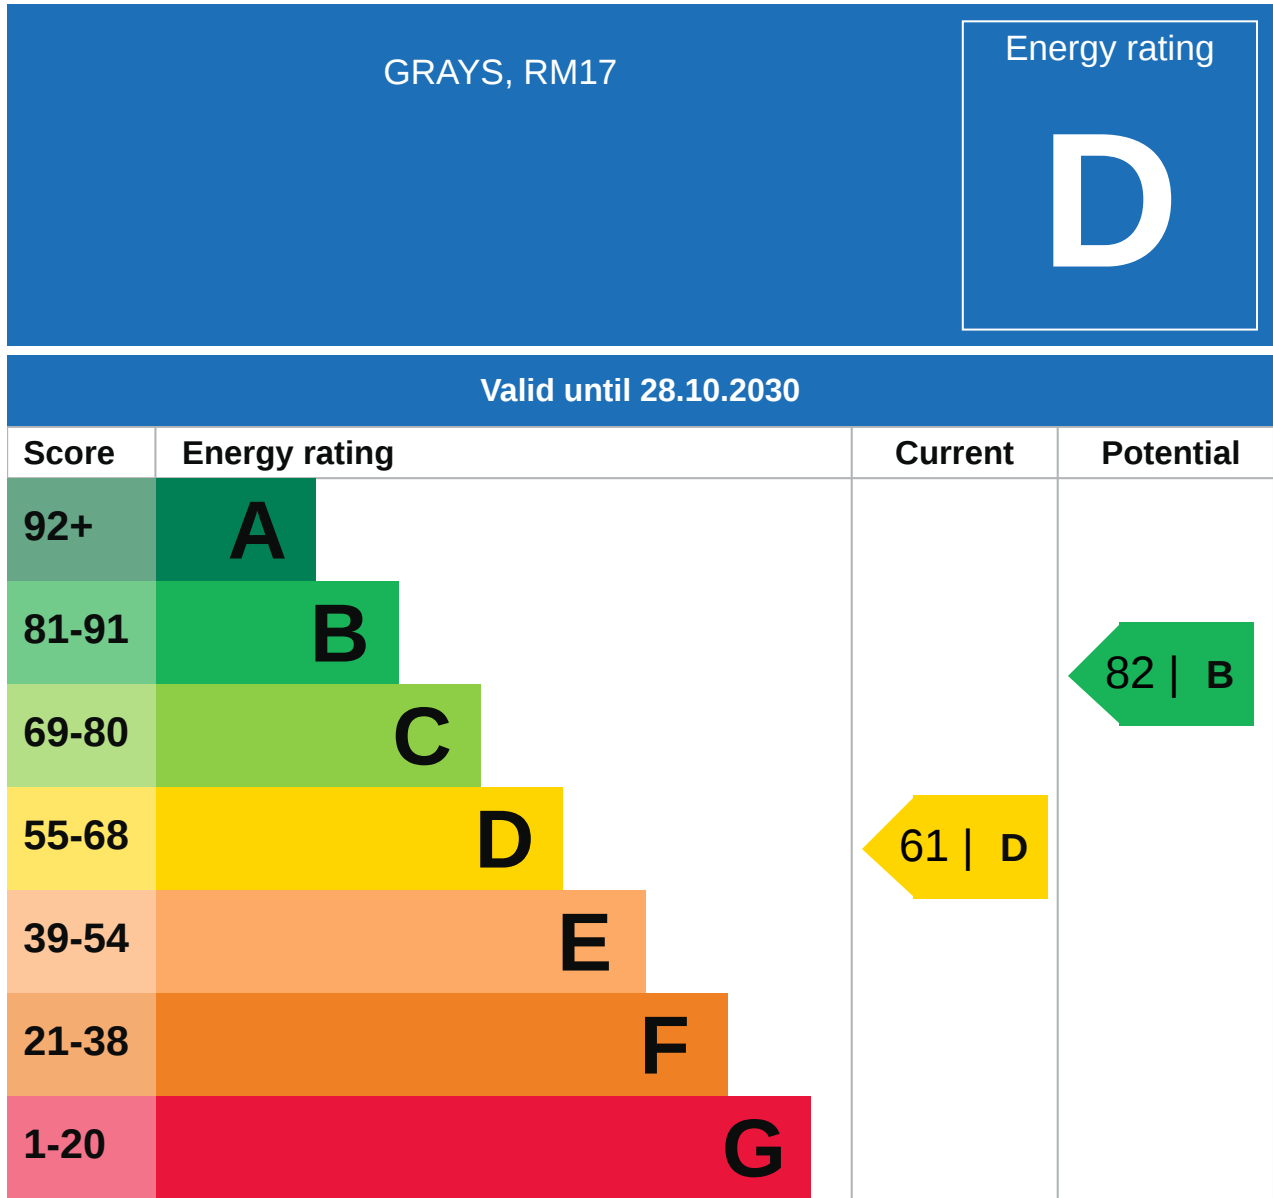 GRAYS, RM17
Energy rating
D
Valid until 28.10.2030
Score Energy rating Current Potential
92+ A
81-91 B
82 | B
69-80 C
55-68 D
61 | D
39-54 E
21-38 F
1-20 G